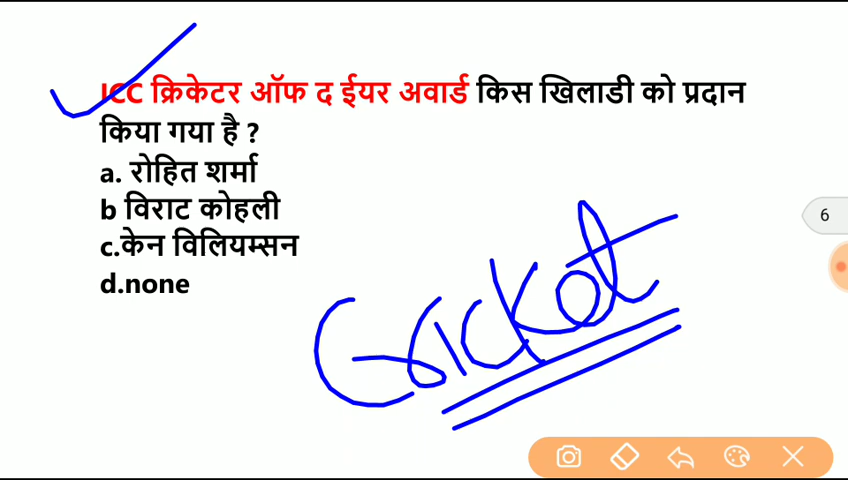 ICC क्रिकेटर ऑफ द ईयर अवार्ड किस खिलाडी को प्रदान
किया गया है ?
a. रोहित शर्मा
b विराट कोहली
c.केन विलियम्सन
d.none
Cricket
6